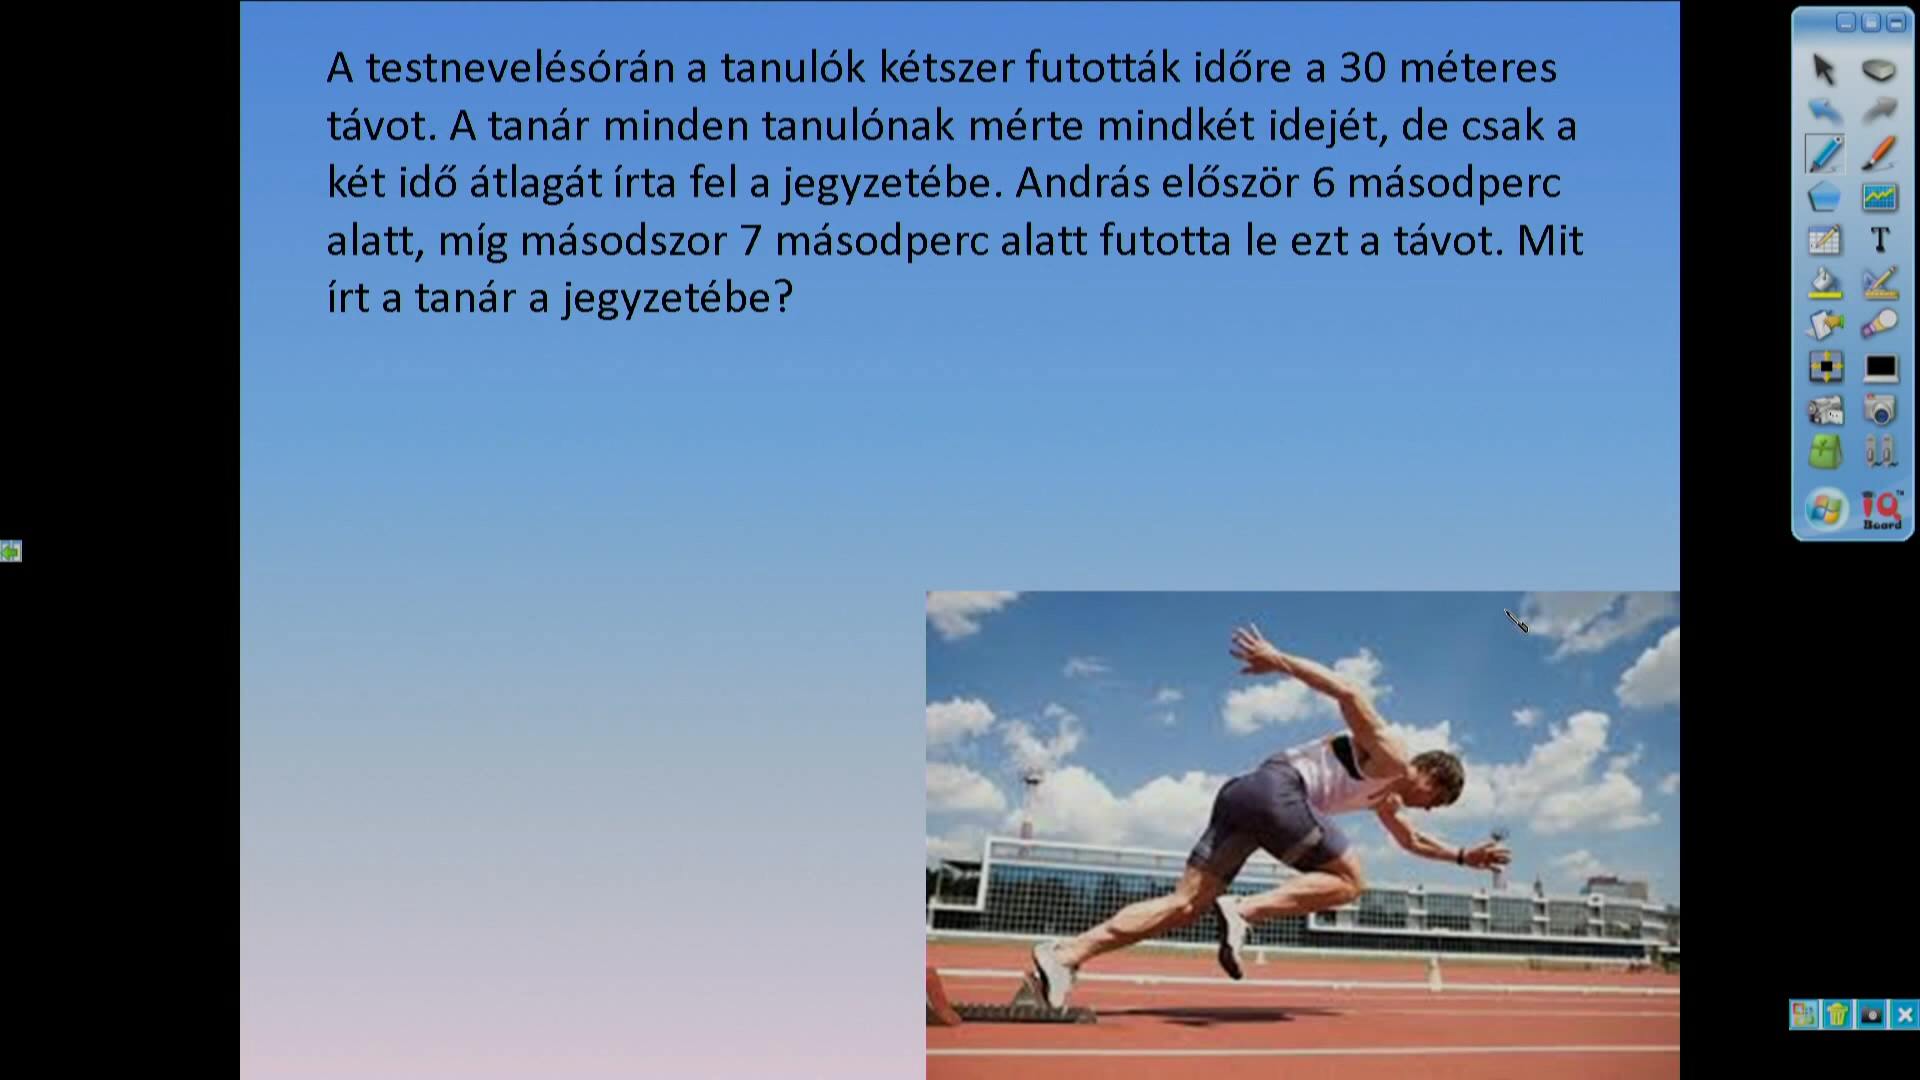 A testnevelésórán a tanulók kétszer futották időre a 30 méteres
távot. A tanár minden tanulónak mérte mindkét idejét, de csak a
két idő átlagát írta fel a jegyzetébe. András először 6 másodperc
alatt, míg másodszor 7 másodperc alatt futotta le ezt a távot. Mit
írt a tanár a jegyzetébe?
T
iQ
Board